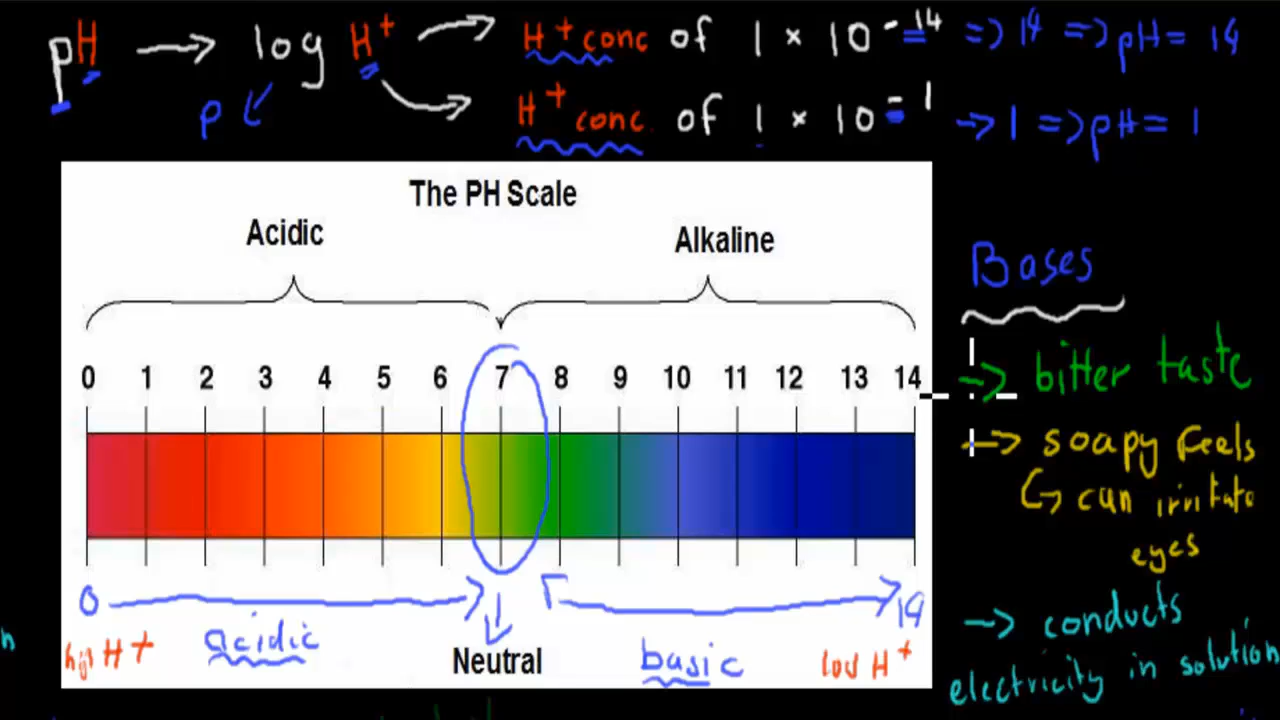 pH → log H⁺ → H⁺ conc of 1 × 10⁻¹⁴ => 14 => pH = 14
p
H⁺ conc. of 1 × 10⁻¹ → 1 => pH = 1
The PH Scale
Acidic
Alkaline
0 1 2 3 4 5 6 7 8 9 10 11 12 13 14
0 14
high H⁺ acidic Neutral basic low H⁺
Bases
→ bitter taste
→ soapy feels
↪ can irritate
eyes
→ conducts
electricity in solution